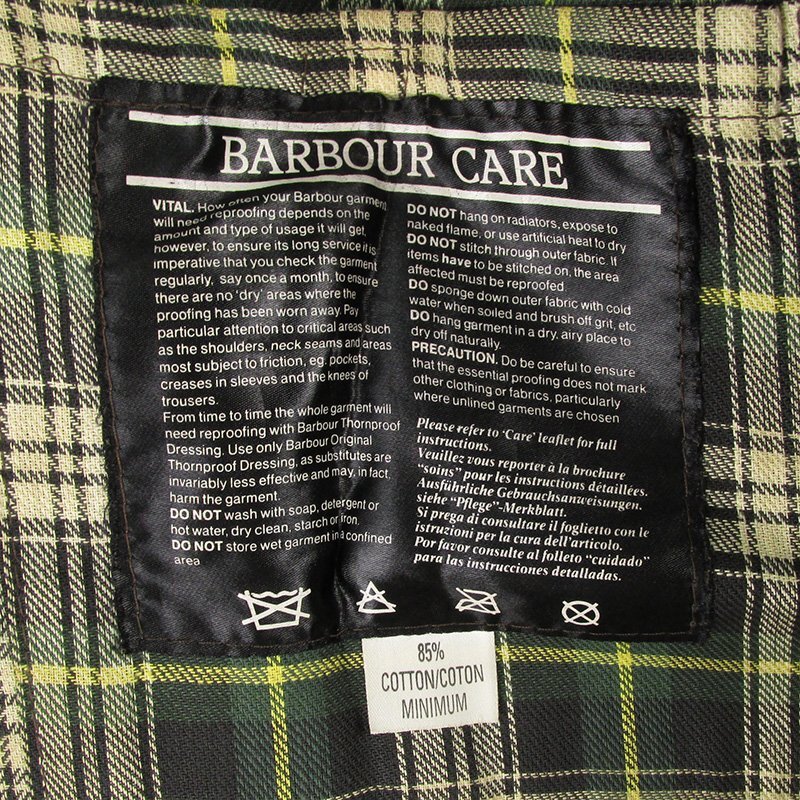 BARBOUR CARE
VITAL. How often your Barbour garment
will need reproofing depends on the
amount and type of usage it will get,
however, to ensure its long service it is
imperative that you check the garment
regularly, say once a month, to ensure
there are no 'dry' areas where the
proofing has been worn away. Pay
particular attention to critical areas such
as the shoulders, neck seams and areas
most subject to friction, eg. pockets,
creases in sleeves and the knees of
trousers.
From time to time the whole garment will
need reproofing with Barbour Thornproof
Dressing. Use only Barbour Original
Thornproof Dressing, as substitutes are
invariably less effective and may, in fact,
harm the garment.
DO NOT wash with soap, detergent or
hot water, dry clean, starch or iron.
DO NOT store wet garment in a confined
area
DO NOT hang on radiators, expose to
naked flame, or use artificial heat to dry
DO NOT stitch through outer fabric. If
items have to be stitched on, the area
affected must be reproofed.
DO sponge down outer fabric with cold
water when soiled and brush off grit, etc
DO hang garment in a dry, airy place to
dry off naturally.
PRECAUTION. Do be careful to ensure
that the essential proofing does not mark
other clothing or fabrics, particularly
where unlined garments are chosen
Please refer to 'Care' leaflet for full
instructions.
Veuillez vous reporter à la brochure
"soins" pour les instructions détaillées.
Ausführliche Gebrauchsanweisungen.
siehe "Pflege"-Merkblatt.
Si prega di consultare il foglietto con le
istruzioni per la cura dell'articolo.
Por favor consulte al folleto "cuidado"
para las instrucciones detalladas.
85%
COTTON/COTON
MINIMUM